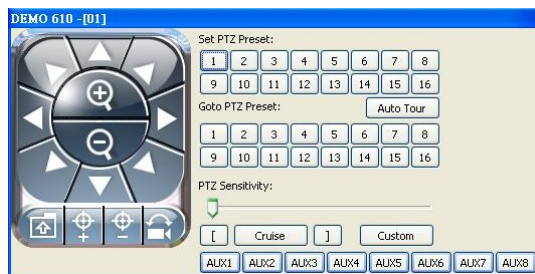 DEMO 610 -[01]
Set PTZ Preset:
1 2 3 4 5 6 7 8
9 10 11 12 13 14 15 16
Goto PTZ Preset: Auto Tour
1 2 3 4 5 6 7 8
9 10 11 12 13 14 15 16
PTZ Sensitivity:
[ Cruise ] Custom
AUX1 AUX2 AUX3 AUX4 AUX5 AUX6 AUX7 AUX8